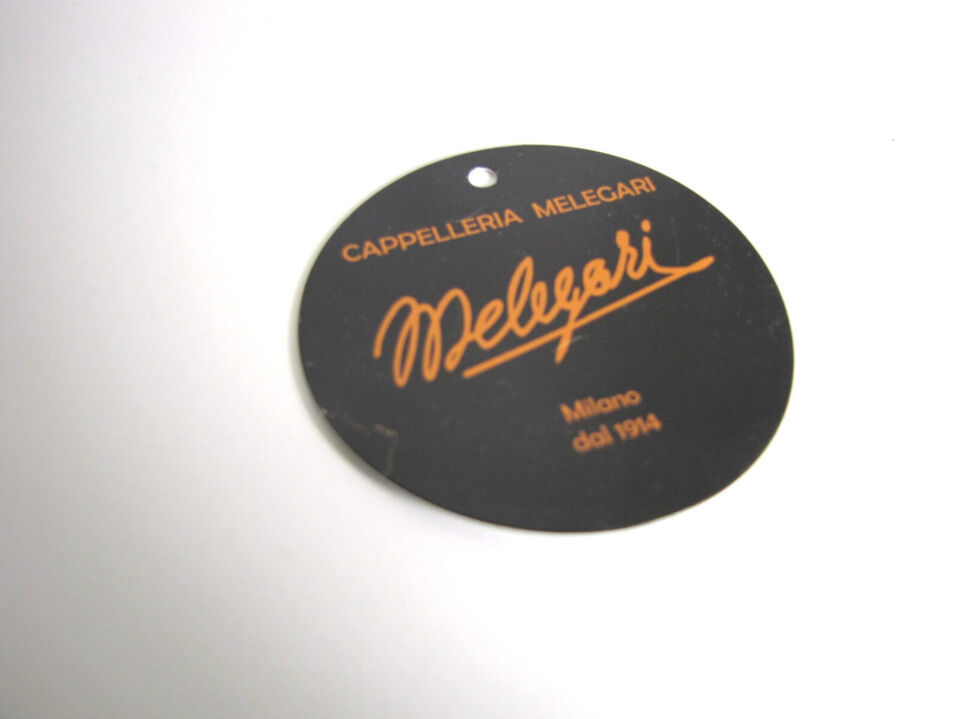 CAPPELLERIA MELEGARI
Melegari
Milano
dal 1914